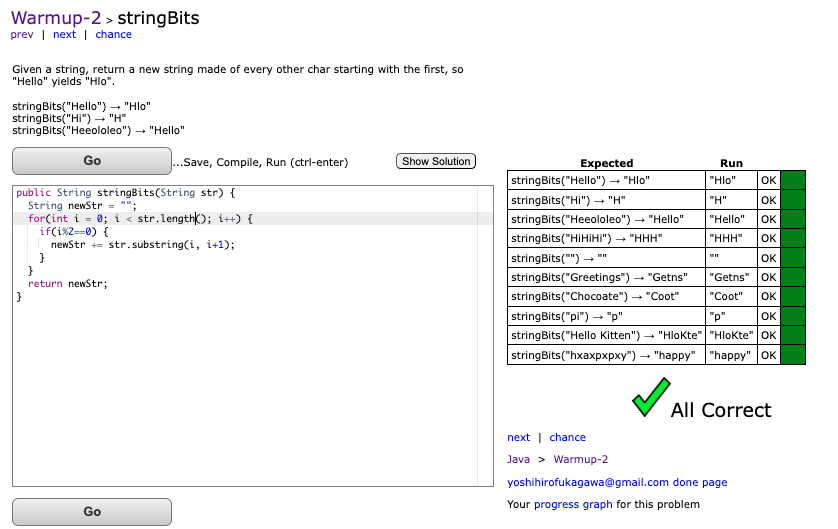 Warmup-2 > stringBits
prev | next | chance
Given a string, return a new string made of every other char starting with the first, so
"Hello" yields "Hlo".
stringBits("Hello") → "Hlo"
stringBits("Hi") → "H"
stringBits("Heeololeo") → "Hello"
Go
...Save, Compile, Run (ctrl-enter)
Show Solution
public String stringBits(String str) {
  String newStr = "";
  for(int i = 0; i < str.length(); i++) {
    if(i%2==0) {
      newStr += str.substring(i, i+1);
    }
  }
  return newStr;
}
Go
Expected Run
stringBits("Hello") → "Hlo" "Hlo" OK
stringBits("Hi") → "H" "H" OK
stringBits("Heeololeo") → "Hello" "Hello" OK
stringBits("HiHiHi") → "HHH" "HHH" OK
stringBits("") → "" "" OK
stringBits("Greetings") → "Getns" "Getns" OK
stringBits("Chocoate") → "Coot" "Coot" OK
stringBits("pi") → "p" "p" OK
stringBits("Hello Kitten") → "HloKte" "HloKte" OK
stringBits("hxaxpxpxy") → "happy" "happy" OK
All Correct
next | chance
Java > Warmup-2
yoshihirofukagawa@gmail.com done page
Your progress graph for this problem